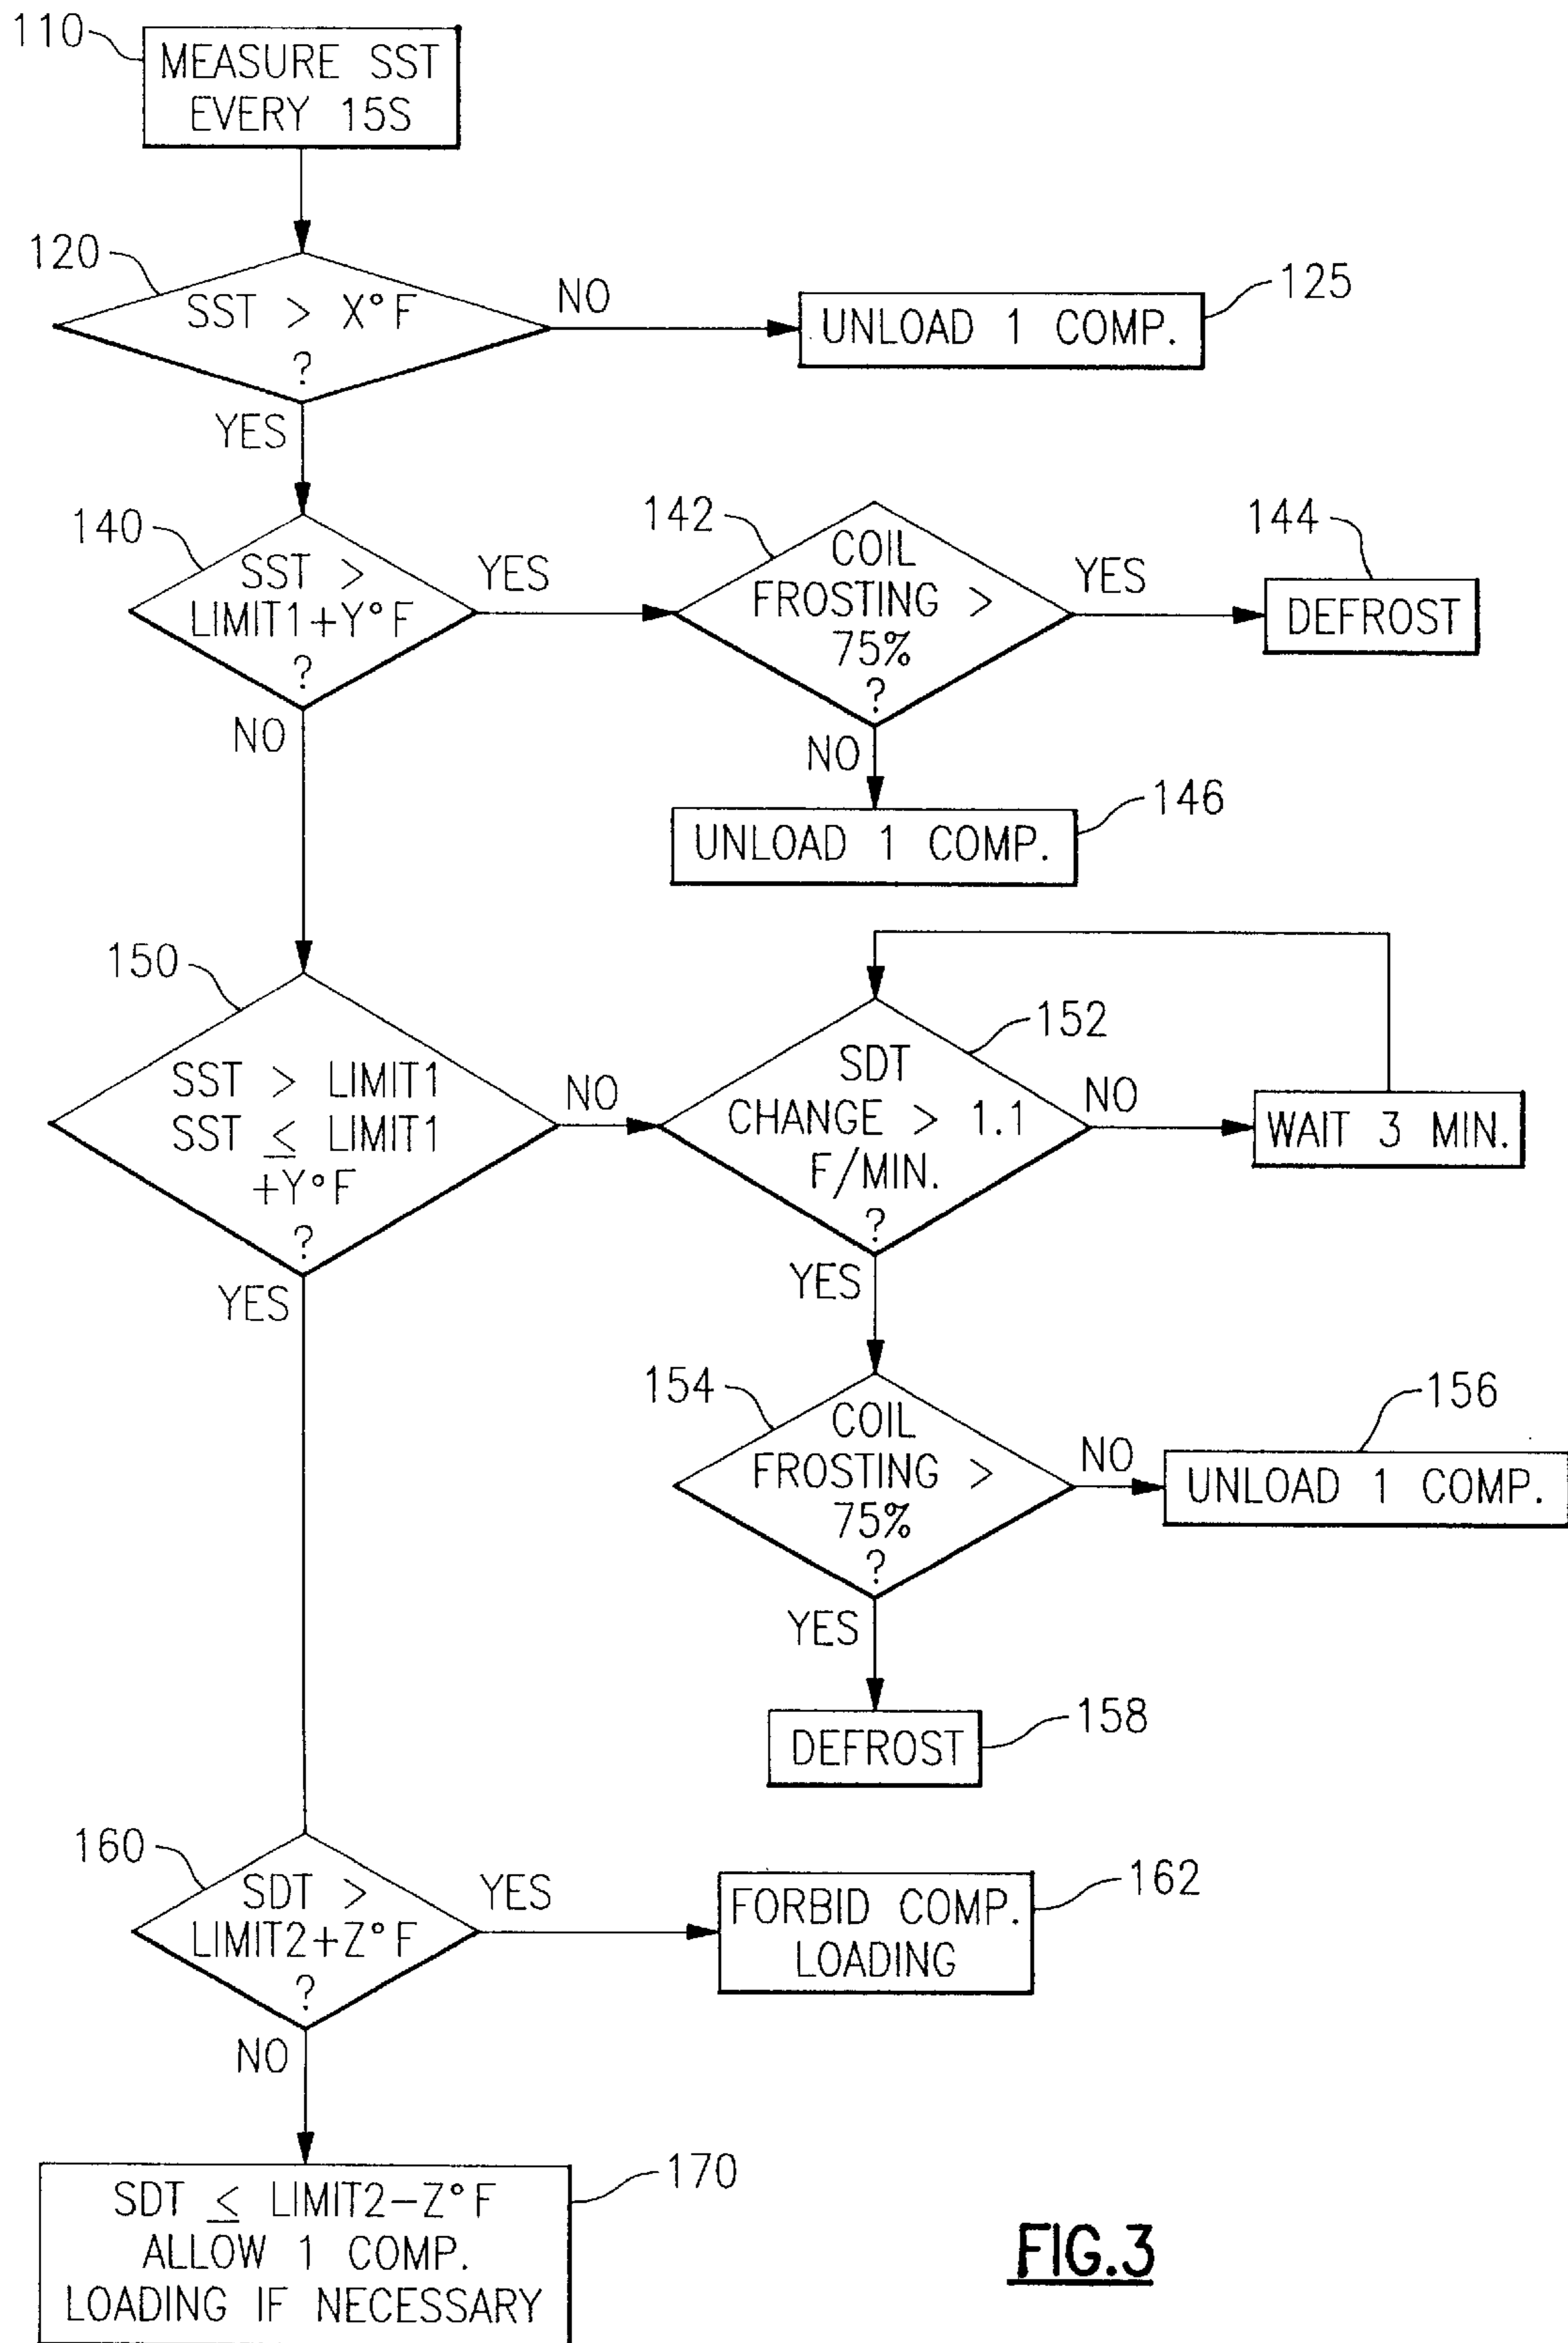 110
MEASURE SST
EVERY 15S
120
SST > X°F
?
NO
125
UNLOAD 1 COMP.
YES
140
SST >
LIMIT1+Y°F
?
YES
142
COIL
FROSTING >
75%
?
YES
144
DEFROST
NO
NO
146
UNLOAD 1 COMP.
150
SST > LIMIT1
SST ≤ LIMIT1
+Y°F
?
NO
152
SDT
CHANGE > 1.1
F/MIN.
?
NO
WAIT 3 MIN.
YES
YES
154
COIL
FROSTING >
75%
?
NO
156
UNLOAD 1 COMP.
YES
158
DEFROST
160
SDT >
LIMIT2+Z°F
?
YES
162
FORBID COMP.
LOADING
NO
170
SDT ≤ LIMIT2-Z°F
ALLOW 1 COMP.
LOADING IF NECESSARY
FIG.3